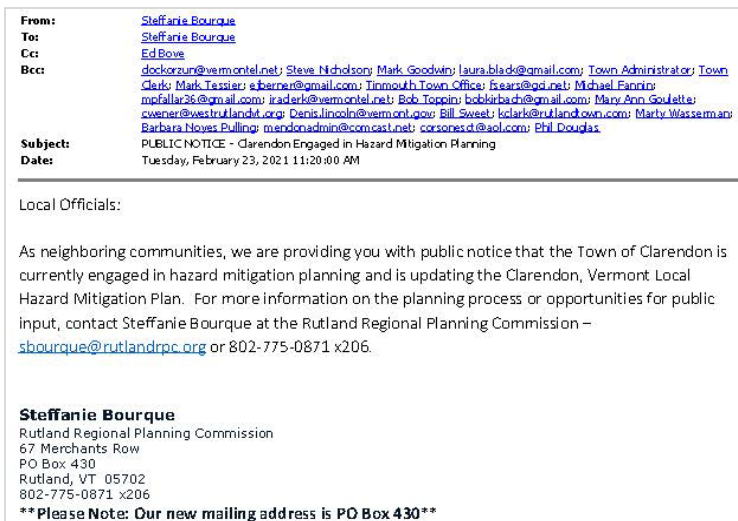 From: Steffanie Bourque
To: Steffanie Bourque
Cc: Ed Bove
Bcc: dockorzun@vermontel.net; Steve Nicholson; Mark Goodwin; laura.black@gmail.com; Town Administrator; Town
Clerk; Mark Tessier; efberner@gmail.com; Tinmouth Town Office; fsears@gci.net; Michael Fannin;
mpfallar36@gmail.com; iraderk@vermontel.net; Bob Toppin; bobkirbach@gmail.com; Mary Ann Goulette;
cwener@westrutlandvt.org; Denis.lincoln@vermont.gov; Bill Sweet; kclark@rutlandtown.com; Marty Wasserman;
Barbara Noyes Pulling; mendonadmin@comcast.net; corsonesct@aol.com; Phil Douglas
Subject: PUBLIC NOTICE - Clarendon Engaged in Hazard Mitigation Planning
Date: Tuesday, February 23, 2021 11:20:00 AM
Local Officials:
As neighboring communities, we are providing you with public notice that the Town of Clarendon is
currently engaged in hazard mitigation planning and is updating the Clarendon, Vermont Local
Hazard Mitigation Plan. For more information on the planning process or opportunities for public
input, contact Steffanie Bourque at the Rutland Regional Planning Commission –
sbourque@rutlandrpc.org or 802-775-0871 x206.
Steffanie Bourque
Rutland Regional Planning Commission
67 Merchants Row
PO Box 430
Rutland, VT 05702
802-775-0871 x206
**Please Note: Our new mailing address is PO Box 430**